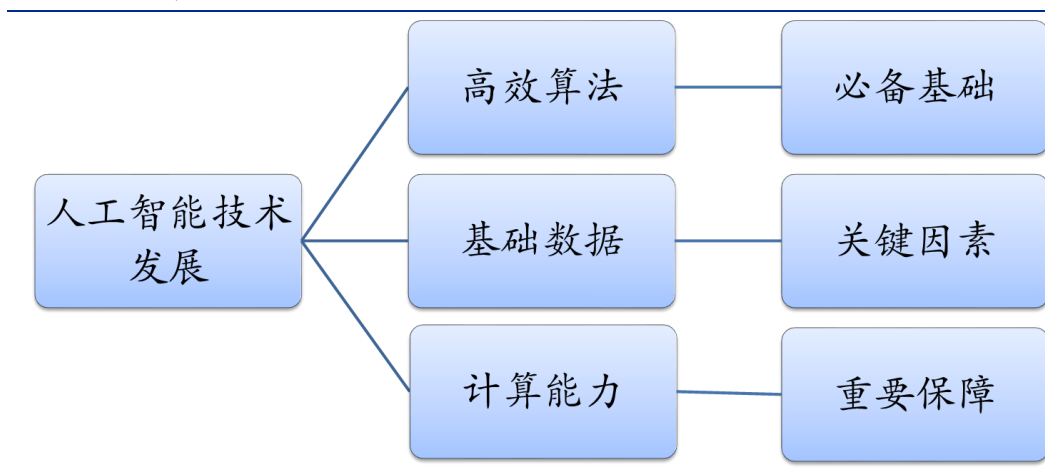 高效算法
必备基础
人工智能技术
发展
基础数据
关键因素
计算能力
重要保障